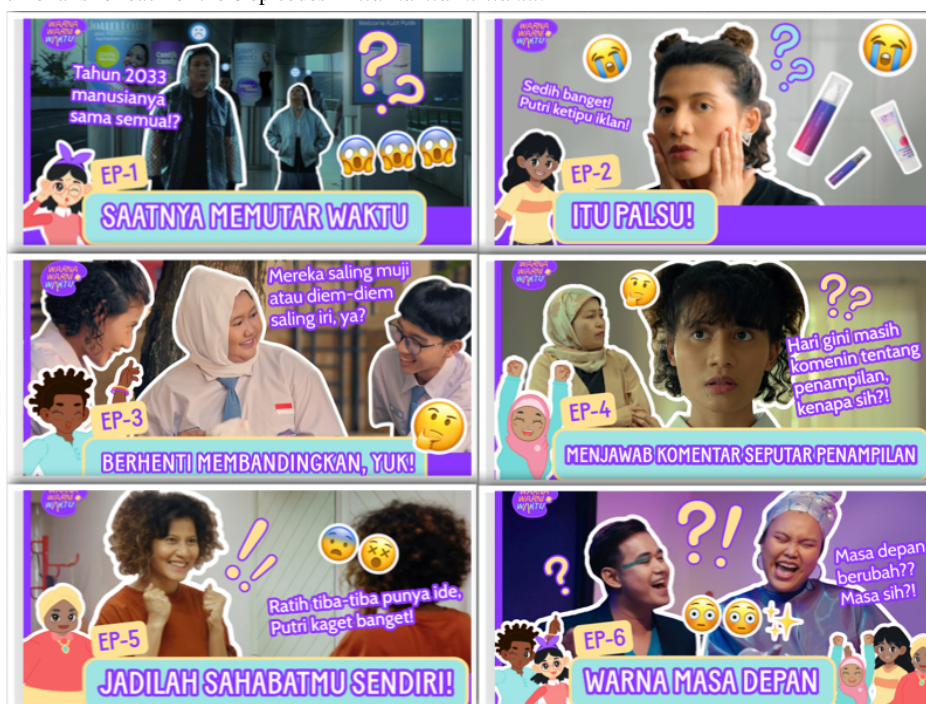 WARNA
WARNI
WAKTU
Tahun 2033
manusianya
sama semua!?
??
EP-1
SAATNYA MEMUTAR WAKTU
WARNA
WARNI
WAKTU
???
Sedih banget!
Putri ketipu iklan!
EP-2
ITU PALSU!
WARNA
WARNI
WAKTU
Mereka saling muji
atau diem-diem
saling iri, ya?
EP-3
BERHENTI MEMBANDINGKAN, YUK!
WARNA
WARNI
WAKTU
??
Hari gini masih
komenin tentang
penampilan,
kenapa sih?!
EP-4
MENJAWAB KOMENTAR SEPUTAR PENAMPILAN
WARNA
WARNI
WAKTU
!!
Ratih tiba-tiba punya ide,
Putri kaget banget!
EP-5
JADILAH SAHABATMU SENDIRI!
WARNA
WARNI
WAKTU
?
?!
Masa depan
berubah??
Masa sih?!
EP-6
WARNA MASA DEPAN